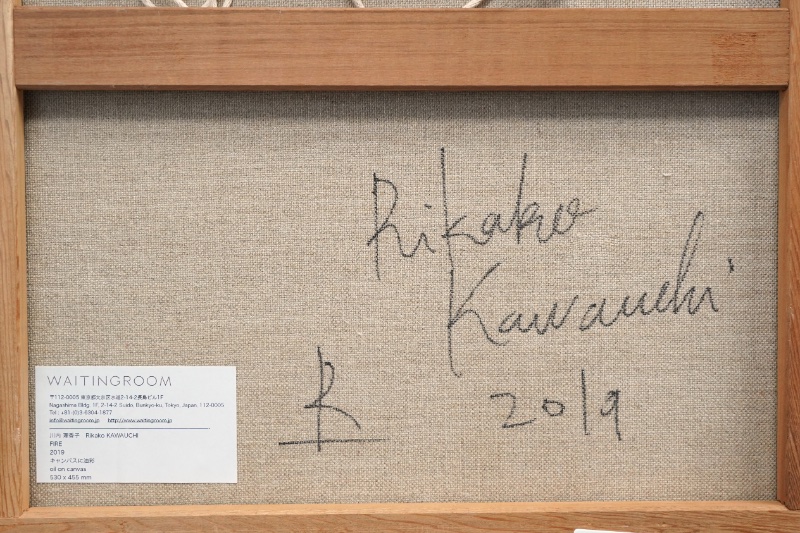 Rikako
Kawauchi
R
2019
WAITINGROOM
〒112-0005 東京都文京区水道2-14-2長島ビル1F
Nagashima Bldg. 1F, 2-14-2 Suido, Bunkyo-ku, Tokyo, Japan, 112-0005
Tel : +81-(0)3-6304-1877
info@waitingroom.jp http://www.waitingroom.jp
川内 理香子 Rikako KAWAUCHI
FIRE
2019
キャンバスに油彩
oil on canvas
530 x 455 mm